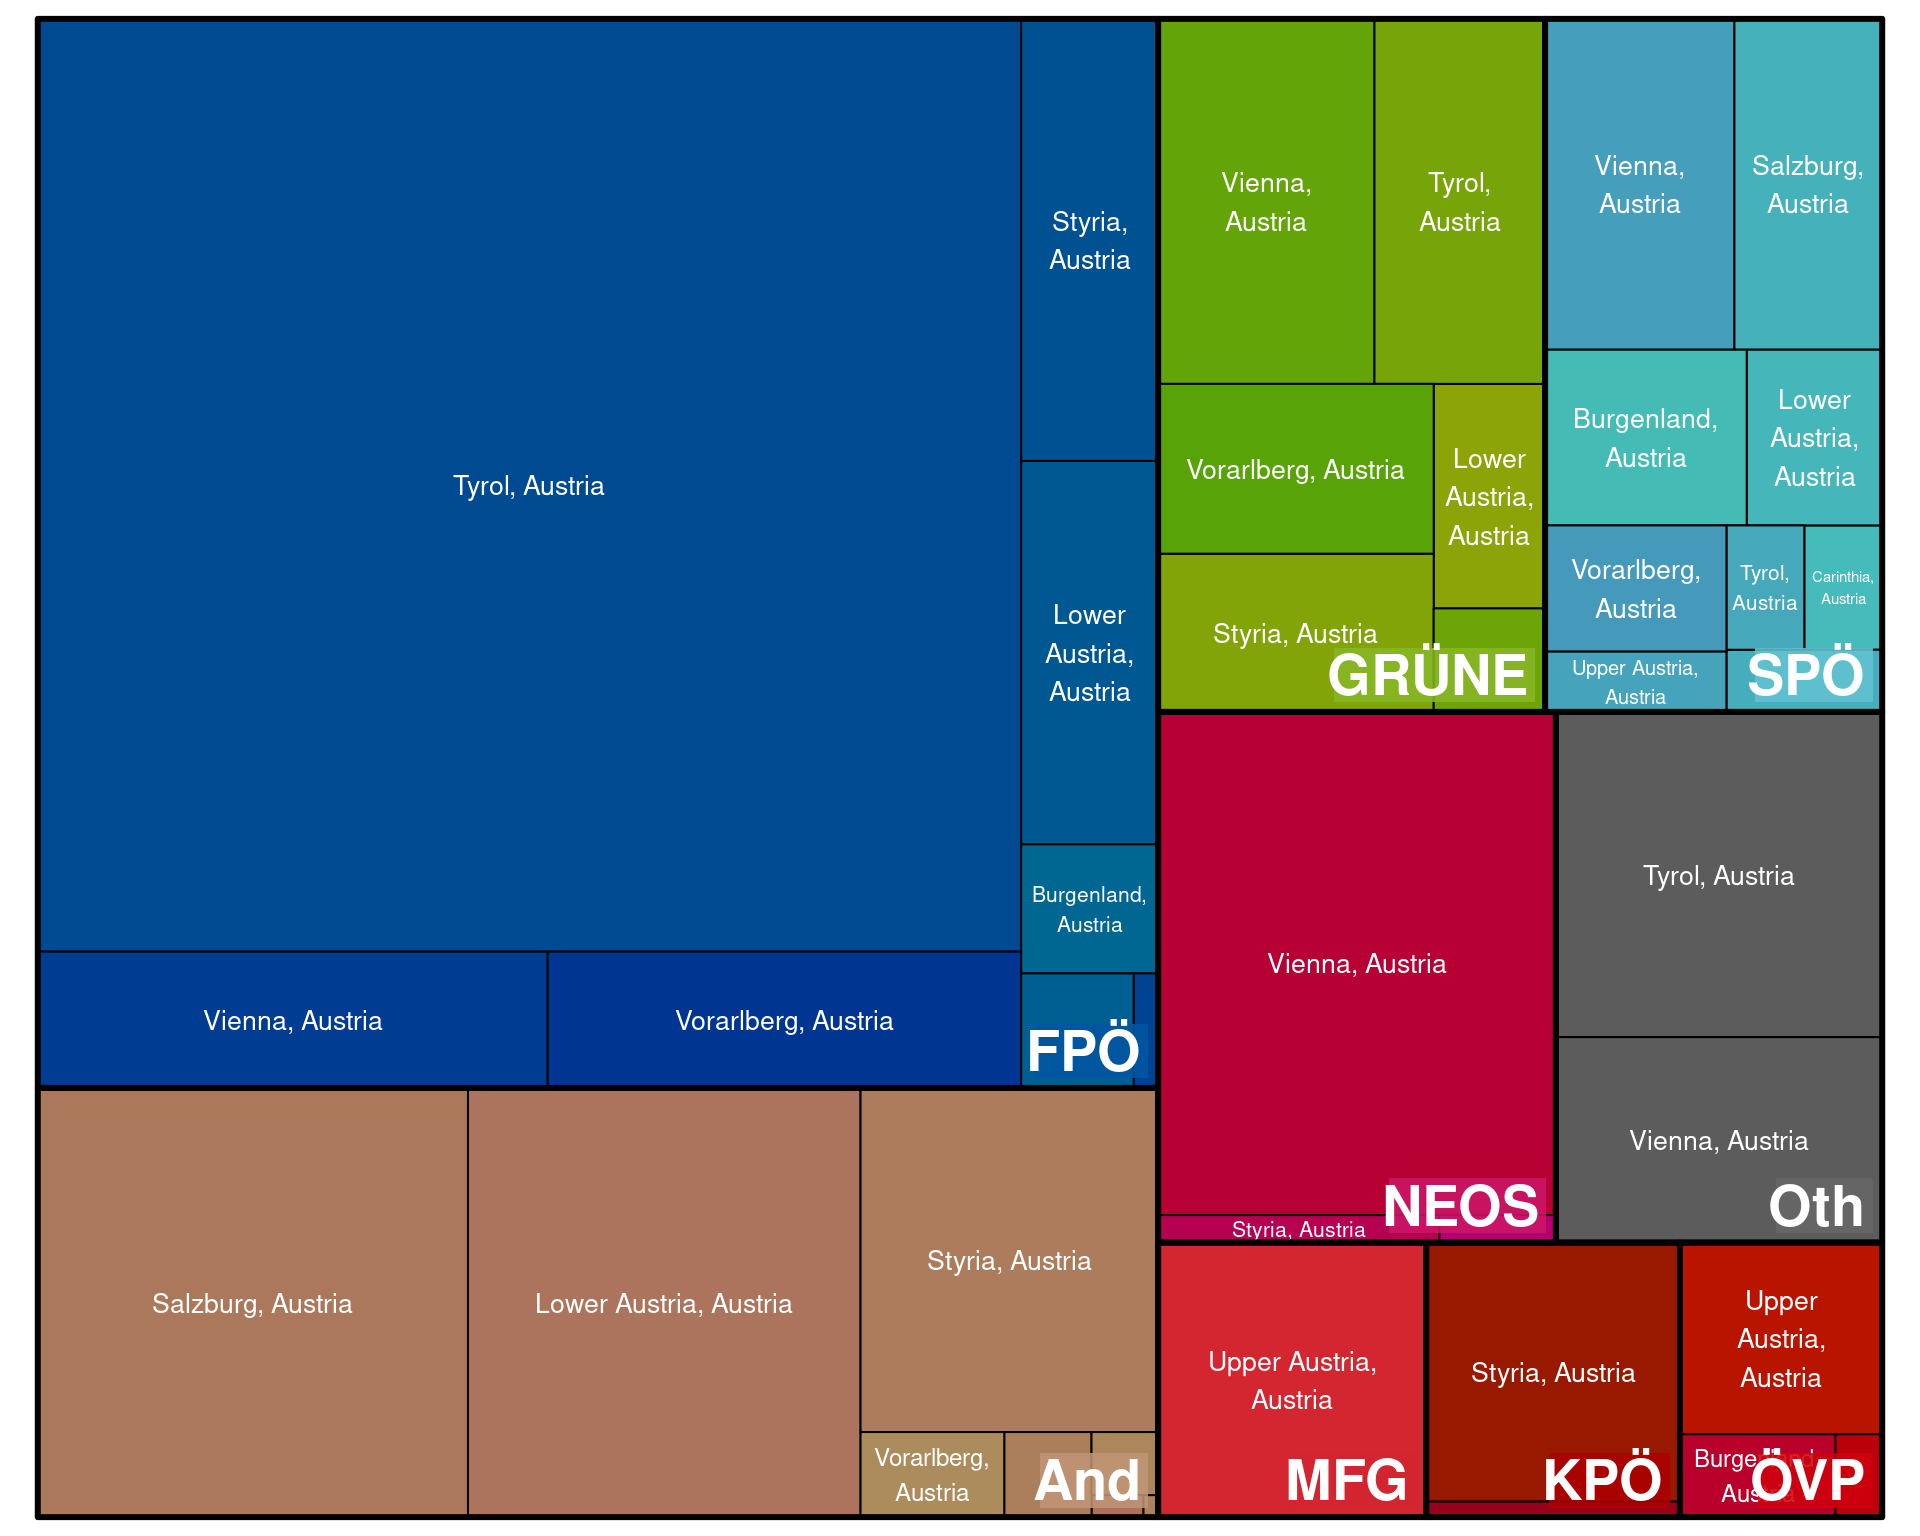 Tyrol, Austria
Styria,
Austria
Lower
Austria,
Austria
Burgenland,
Austria
Vienna, Austria
Vorarlberg, Austria
FPÖ
Salzburg, Austria
Lower Austria, Austria
Styria, Austria
Vorarlberg,
Austria
And
Vienna,
Austria
Tyrol,
Austria
Vorarlberg, Austria
Lower
Austria,
Austria
Styria, Austria
GRÜNE
Vienna,
Austria
Salzburg,
Austria
Burgenland,
Austria
Lower
Austria,
Austria
Vorarlberg,
Austria
Tyrol,
Austria
Carinthia,
Austria
Upper Austria,
Austria
SPÖ
Vienna, Austria
Styria, Austria
NEOS
Tyrol, Austria
Vienna, Austria
Oth
Upper Austria,
Austria
MFG
Styria, Austria
KPÖ
Upper
Austria,
Austria
Burgenland,
Austria
ÖVP